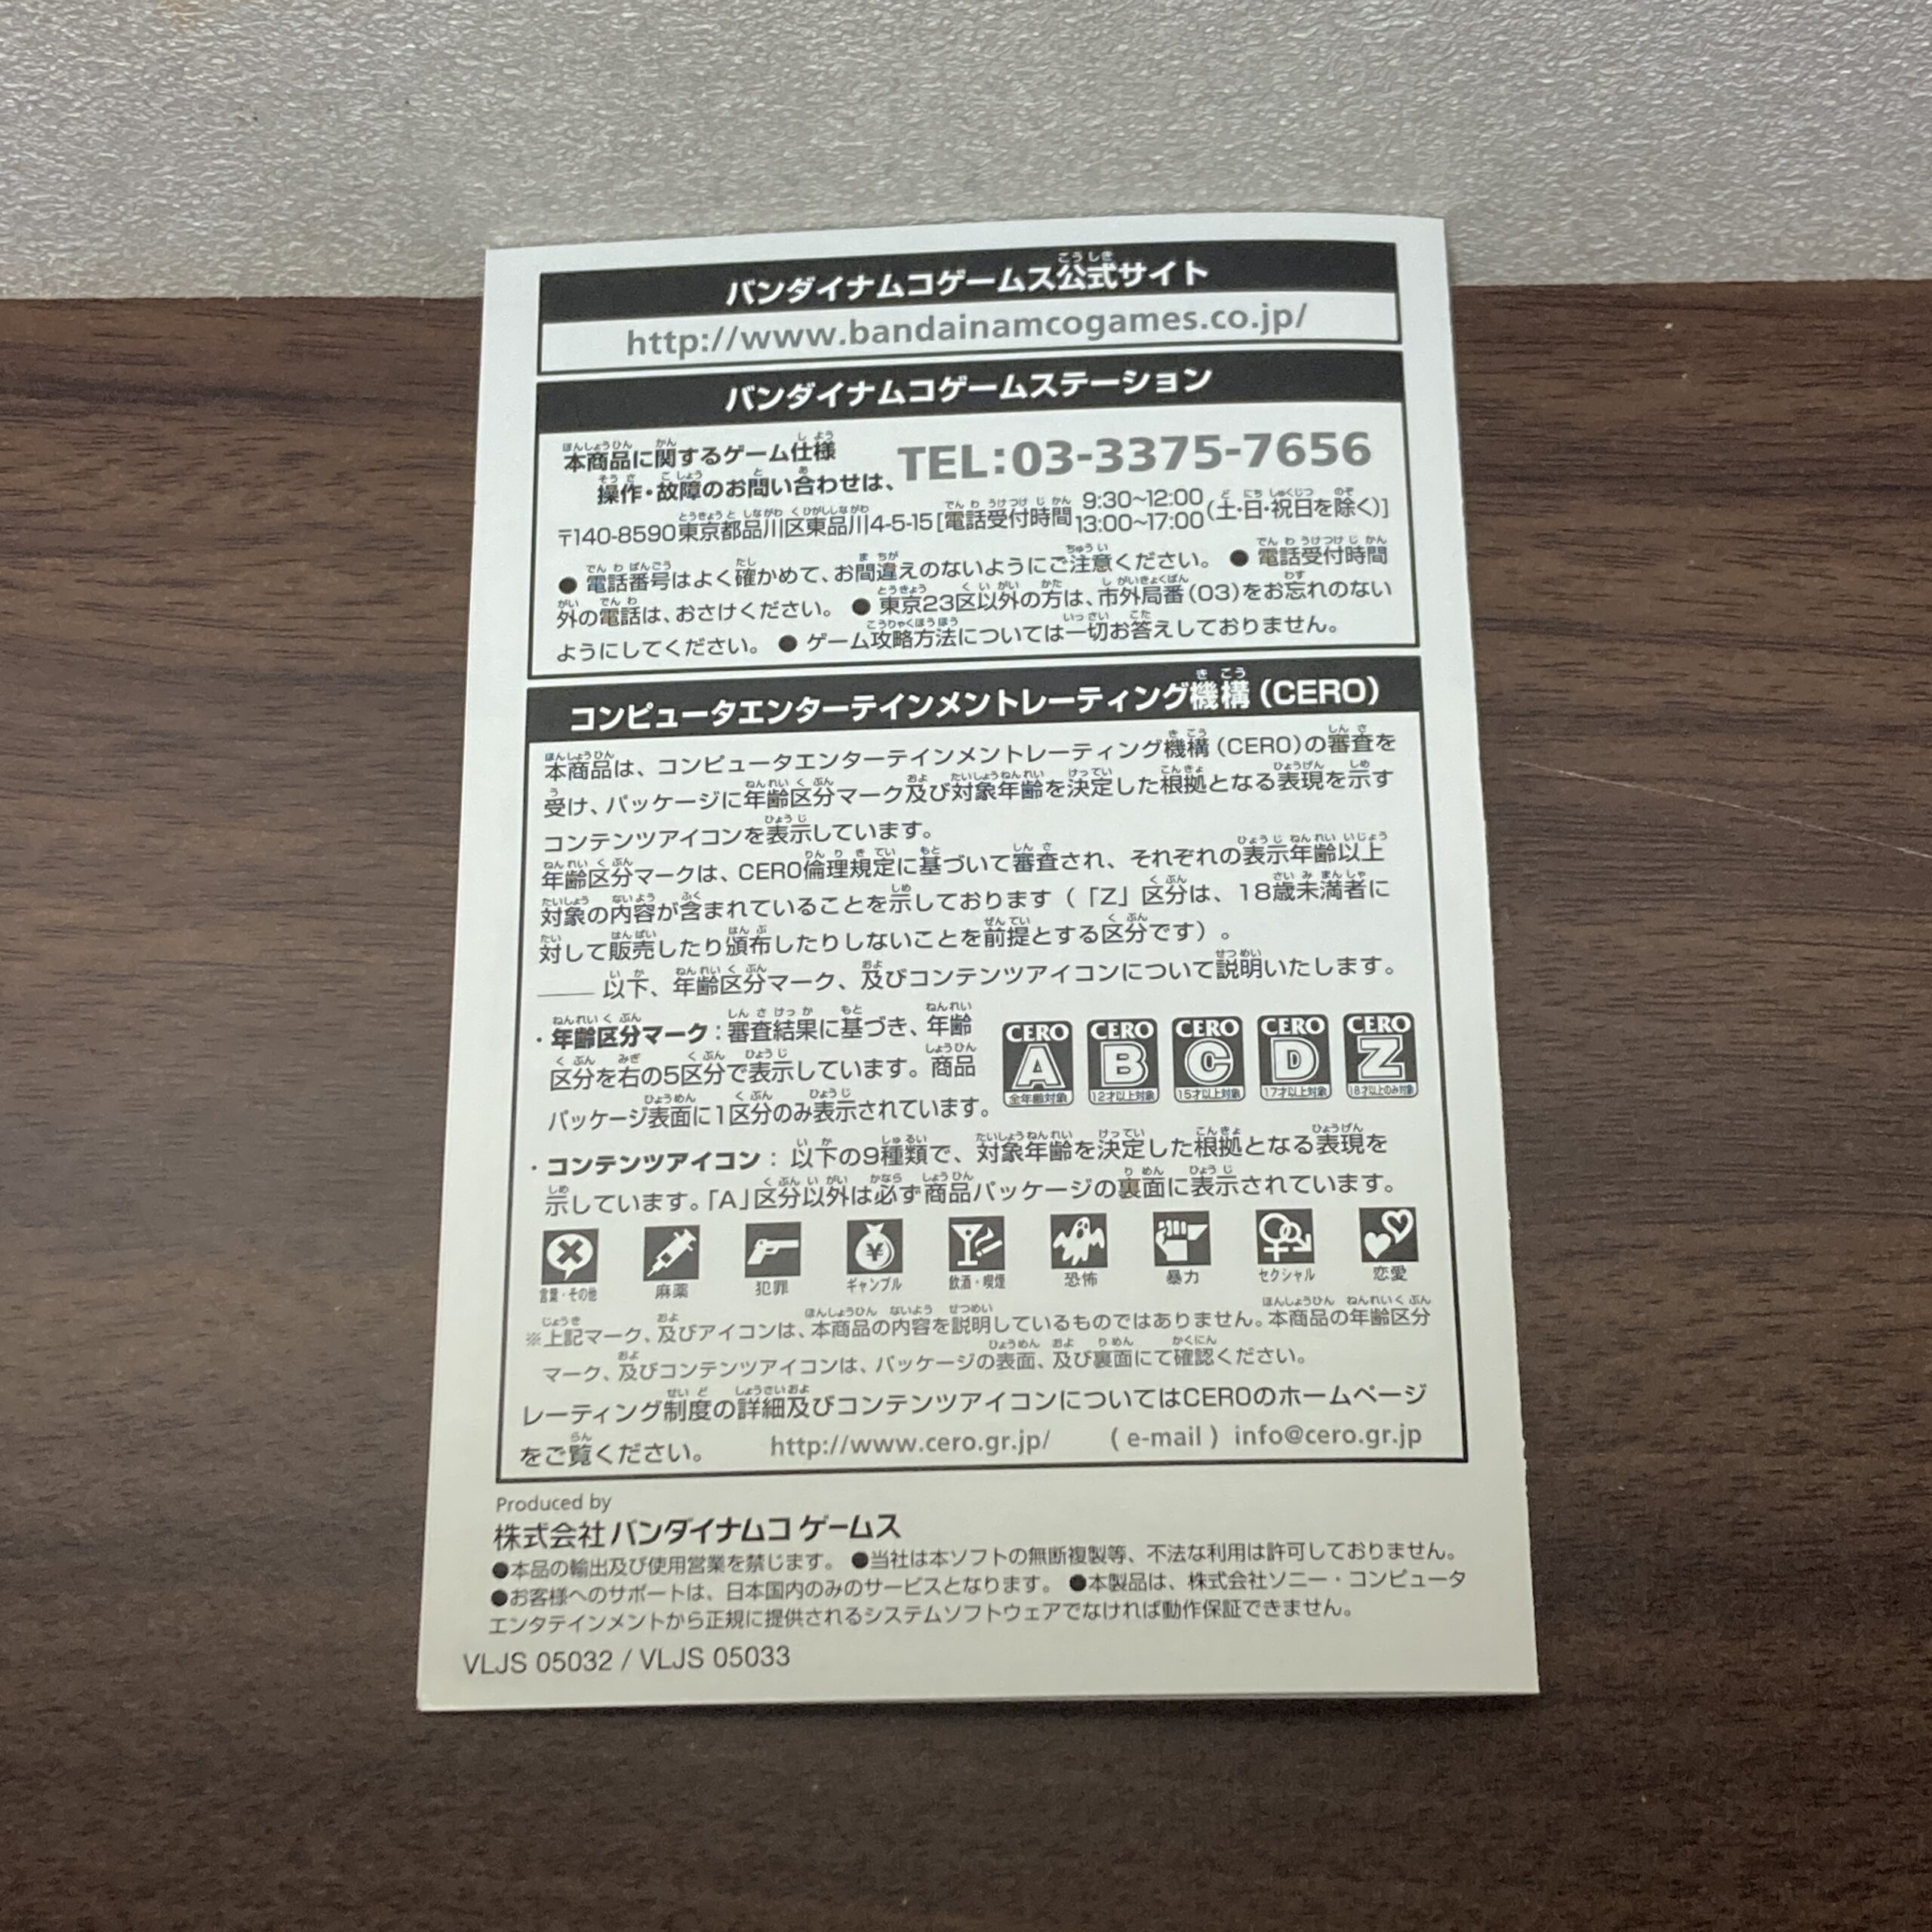 バンダイナムコゲームス公式サイト
http://www.bandainamcogames.co.jp/
バンダイナムコゲームステーション
本商品に関するゲーム仕様
操作・故障のお問い合わせは、
TEL:03-3375-7656
〒140-8590東京都品川区東品川4-5-15[電話受付時間 9:30~12:00 13:00~17:00(土・日・祝日を除く)]
● 電話番号はよく確かめて、お間違えのないようにご注意ください。 ● 電話受付時間
外の電話は、おさけください。 ● 東京23区以外の方は、市外局番(03)をお忘れのない
ようにしてください。 ● ゲーム攻略方法については一切お答えしておりません。
コンピュータエンターテインメントレーティング機構(CERO)
本商品は、コンピュータエンターテインメントレーティング機構(CERO)の審査を
受け、パッケージに年齢区分マーク及び対象年齢を決定した根拠となる表現を示す
コンテンツアイコンを表示しています。
年齢区分マークは、CERO倫理規定に基づいて審査され、それぞれの表示年齢以上
対象の内容が含まれていることを示しております(「Z」区分は、18歳未満者に
対して販売したり頒布したりしないことを前提とする区分です)。
以下、年齢区分マーク、及びコンテンツアイコンについて説明いたします。
・年齢区分マーク:審査結果に基づき、年齢
区分を右の5区分で表示しています。商品
パッケージ表面に1区分のみ表示されています。
CERO A 全年齢対象
CERO B 12才以上対象
CERO C 15才以上対象
CERO D 17才以上対象
CERO Z 18才以上のみ対象
・コンテンツアイコン: 以下の9種類で、対象年齢を決定した根拠となる表現を
示しています。「A」区分以外は必ず商品パッケージの裏面に表示されています。
言葉・その他 麻薬 犯罪 ギャンブル 飲酒・喫煙 恐怖 暴力 セクシャル 恋愛
※上記マーク、及びアイコンは、本商品の内容を説明しているものではありません。本商品の年齢区分
マーク、及びコンテンツアイコンは、パッケージの表面、及び裏面にて確認ください。
レーティング制度の詳細及びコンテンツアイコンについてはCEROのホームページ
をご覧ください。 http://www.cero.gr.jp/ (e-mail) info@cero.gr.jp
Produced by
株式会社 バンダイナムコ ゲームス
●本品の輸出及び使用営業を禁じます。 ●当社は本ソフトの無断複製等、不法な利用は許可しておりません。
●お客様へのサポートは、日本国内のみのサービスとなります。 ●本製品は、株式会社ソニー・コンピュータ
エンタテインメントから正規に提供されるシステムソフトウェアでなければ動作保証できません。
VLJS 05032 / VLJS 05033